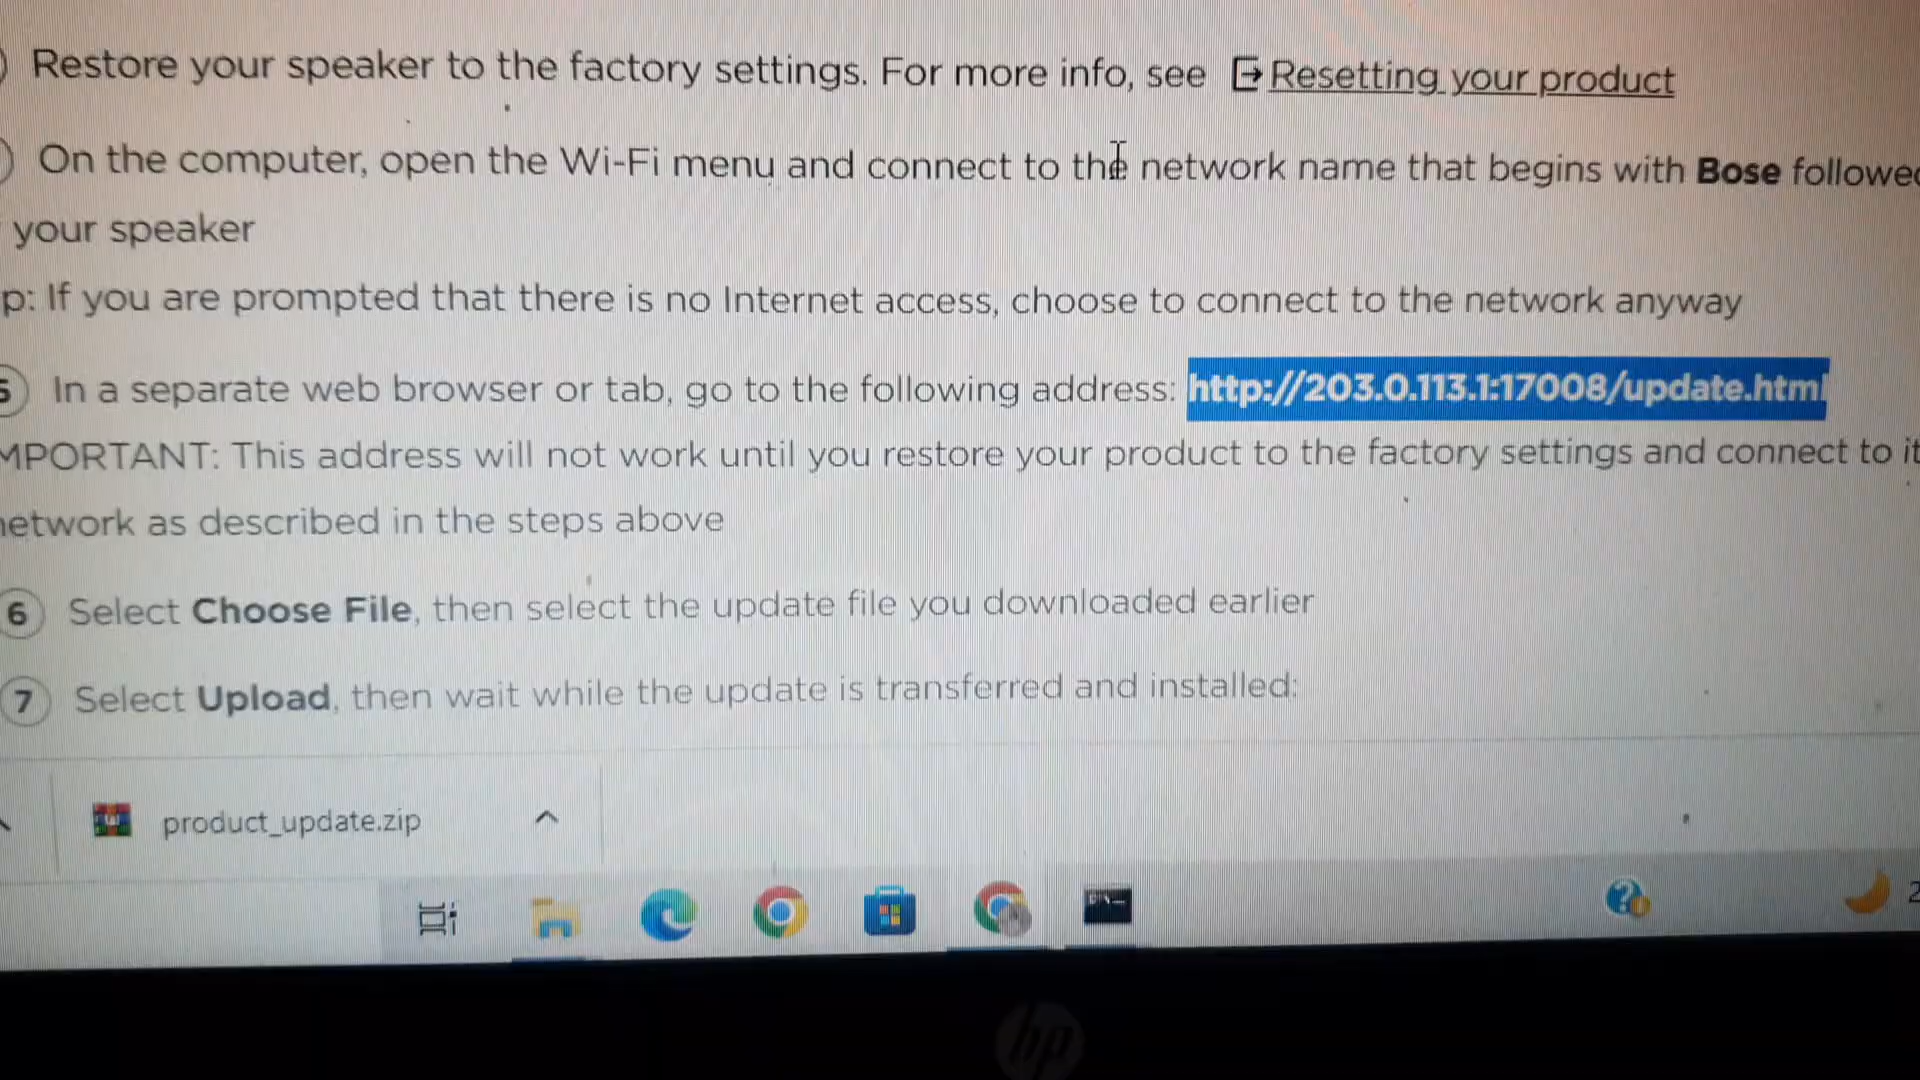 Restore your speaker to the factory settings. For more info, see Resetting your product
On the computer, open the Wi-Fi menu and connect to the network name that begins with Bose followed
your speaker
p: If you are prompted that there is no Internet access, choose to connect to the network anyway
5 In a separate web browser or tab, go to the following address: http://203.0.113.1:17008/update.html
MPORTANT: This address will not work until you restore your product to the factory settings and connect to it
network as described in the steps above
6 Select Choose File, then select the update file you downloaded earlier
7 Select Upload, then wait while the update is transferred and installed:
product_update.zip
2
hp